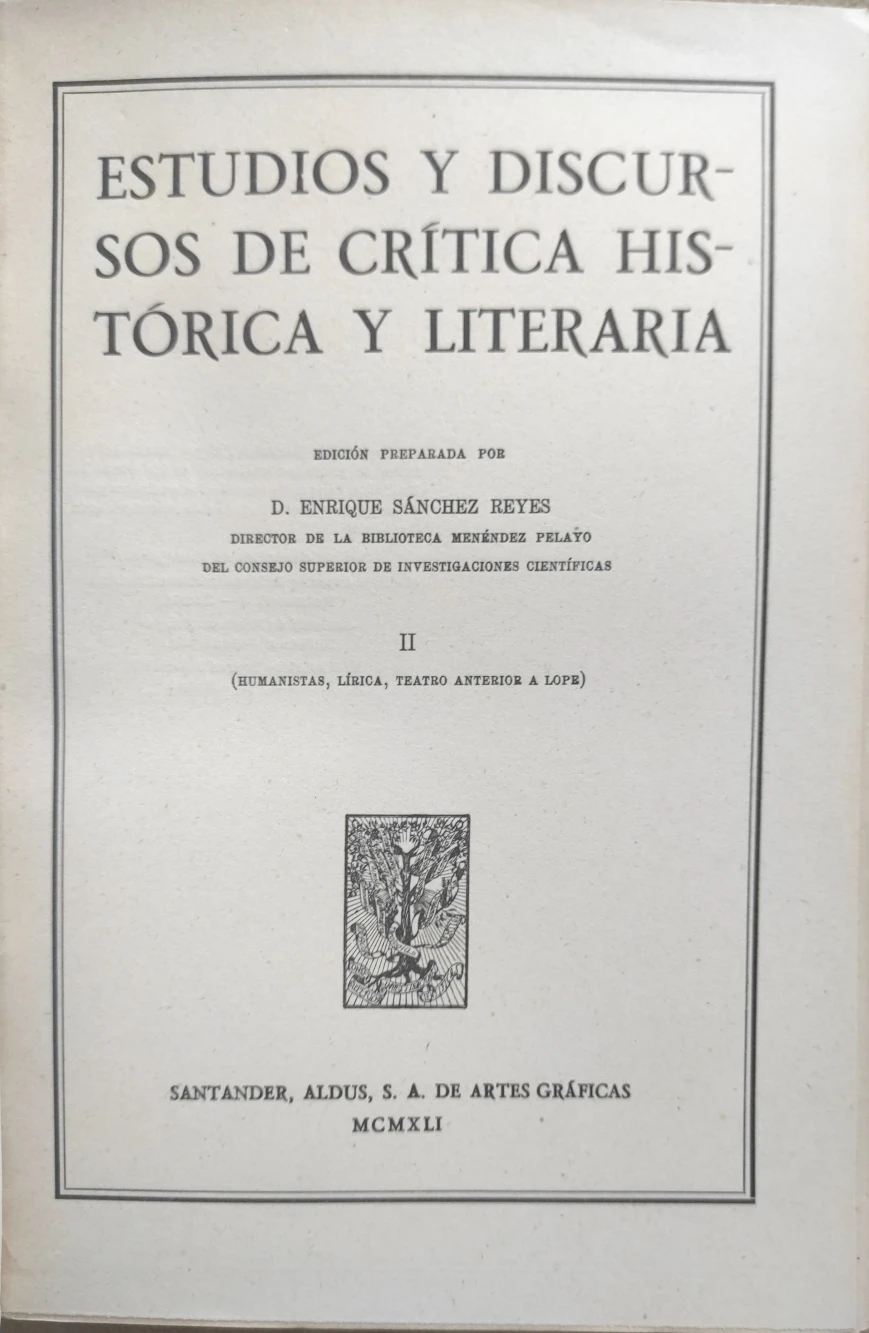 ESTUDIOS Y DISCUR-
SOS DE CRÍTICA HIS-
TÓRICA Y LITERARIA
EDICIÓN PREPARADA POR
D. ENRIQUE SÁNCHEZ REYES
DIRECTOR DE LA BIBLIOTECA MENÉNDEZ PELAYO
DEL CONSEJO SUPERIOR DE INVESTIGACIONES CIENTÍFICAS
II
(HUMANISTAS, LÍRICA, TEATRO ANTERIOR A LOPE)
SANTANDER, ALDUS, S. A. DE ARTES GRÁFICAS
MCMXLI